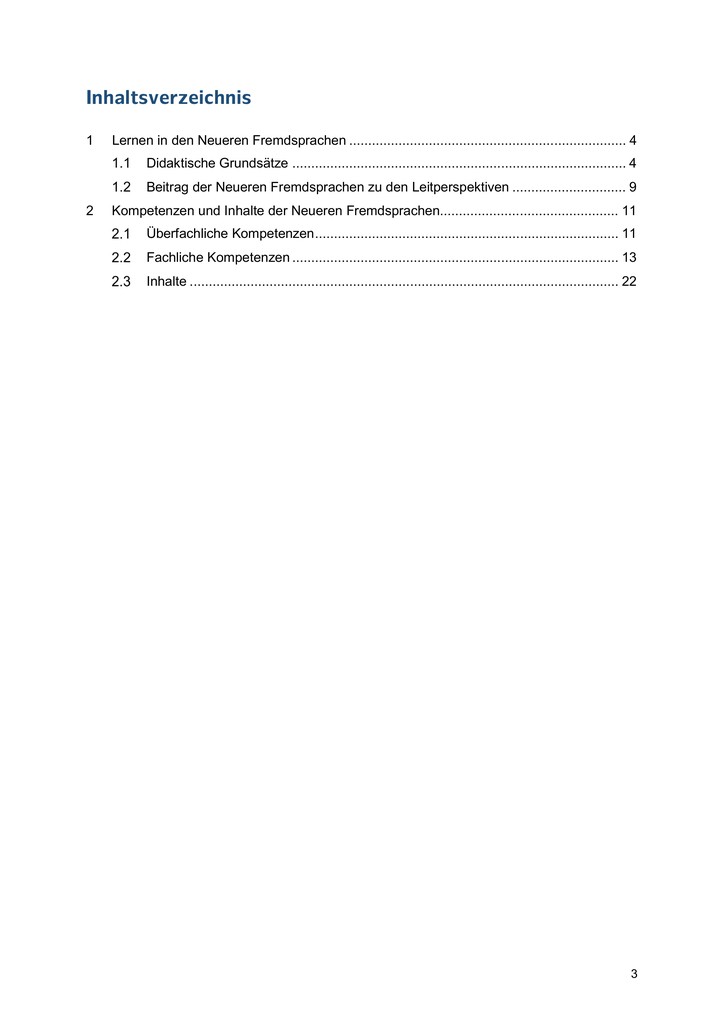 Inhaltsverzeichnis
1 Lernen in den Neueren Fremdsprachen ......................................................................... 4
1.1 Didaktische Grundsätze ........................................................................................ 4
1.2 Beitrag der Neueren Fremdsprachen zu den Leitperspektiven .............................. 9
2 Kompetenzen und Inhalte der Neueren Fremdsprachen............................................... 11
2.1 Überfachliche Kompetenzen................................................................................ 11
2.2 Fachliche Kompetenzen ...................................................................................... 13
2.3 Inhalte ................................................................................................................. 22
3